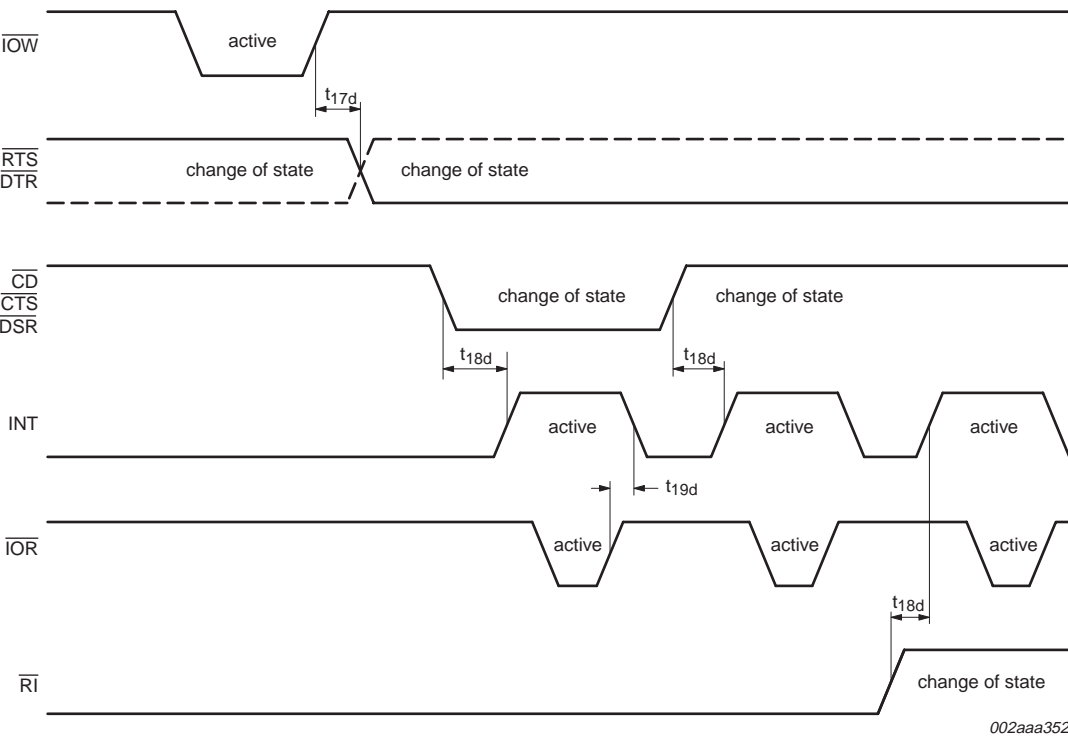 IOW
active
t17d
RTS
DTR
change of state change of state
CD
CTS
DSR
change of state change of state
t18d t18d
INT
active active active
t19d
IOR
active active active
t18d
RI
change of state
002aaa352